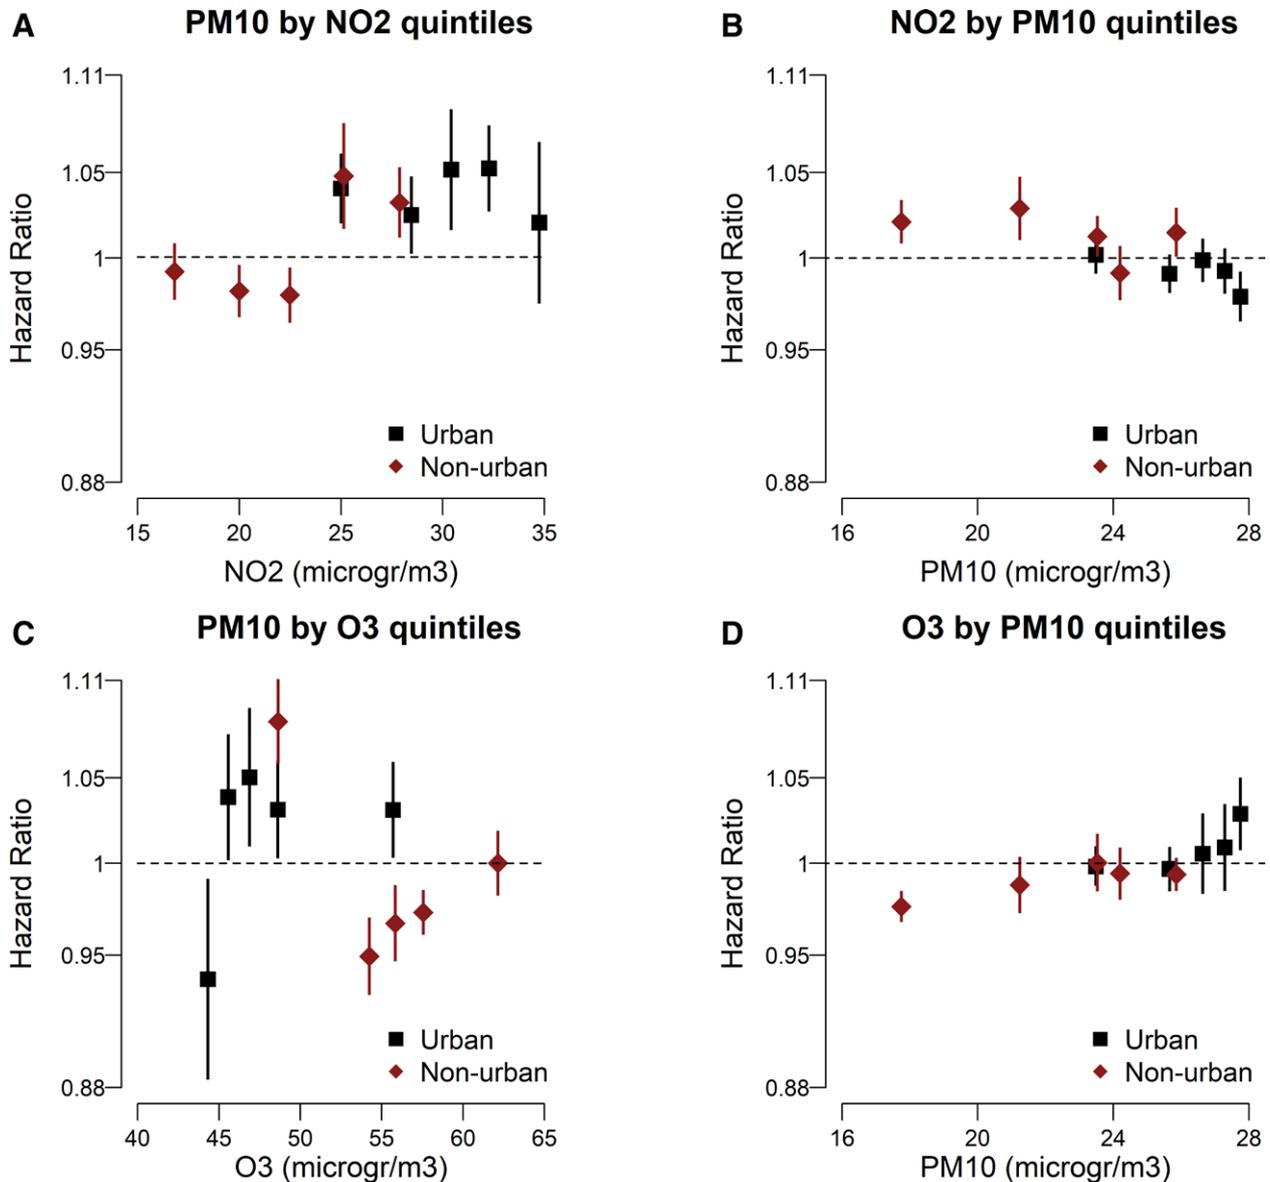 A
PM10 by NO2 quintiles
1.11
1.05
1
0.95
0.88
Hazard Ratio
Urban
Non-urban
15 20 25 30 35
NO2 (microgr/m3)
B
NO2 by PM10 quintiles
1.11
1.05
1
0.95
0.88
Hazard Ratio
Urban
Non-urban
16 20 24 28
PM10 (microgr/m3)
C
PM10 by O3 quintiles
1.11
1.05
1
0.95
0.88
Hazard Ratio
Urban
Non-urban
40 45 50 55 60 65
O3 (microgr/m3)
D
O3 by PM10 quintiles
1.11
1.05
1
0.95
0.88
Hazard Ratio
Urban
Non-urban
16 20 24 28
PM10 (microgr/m3)